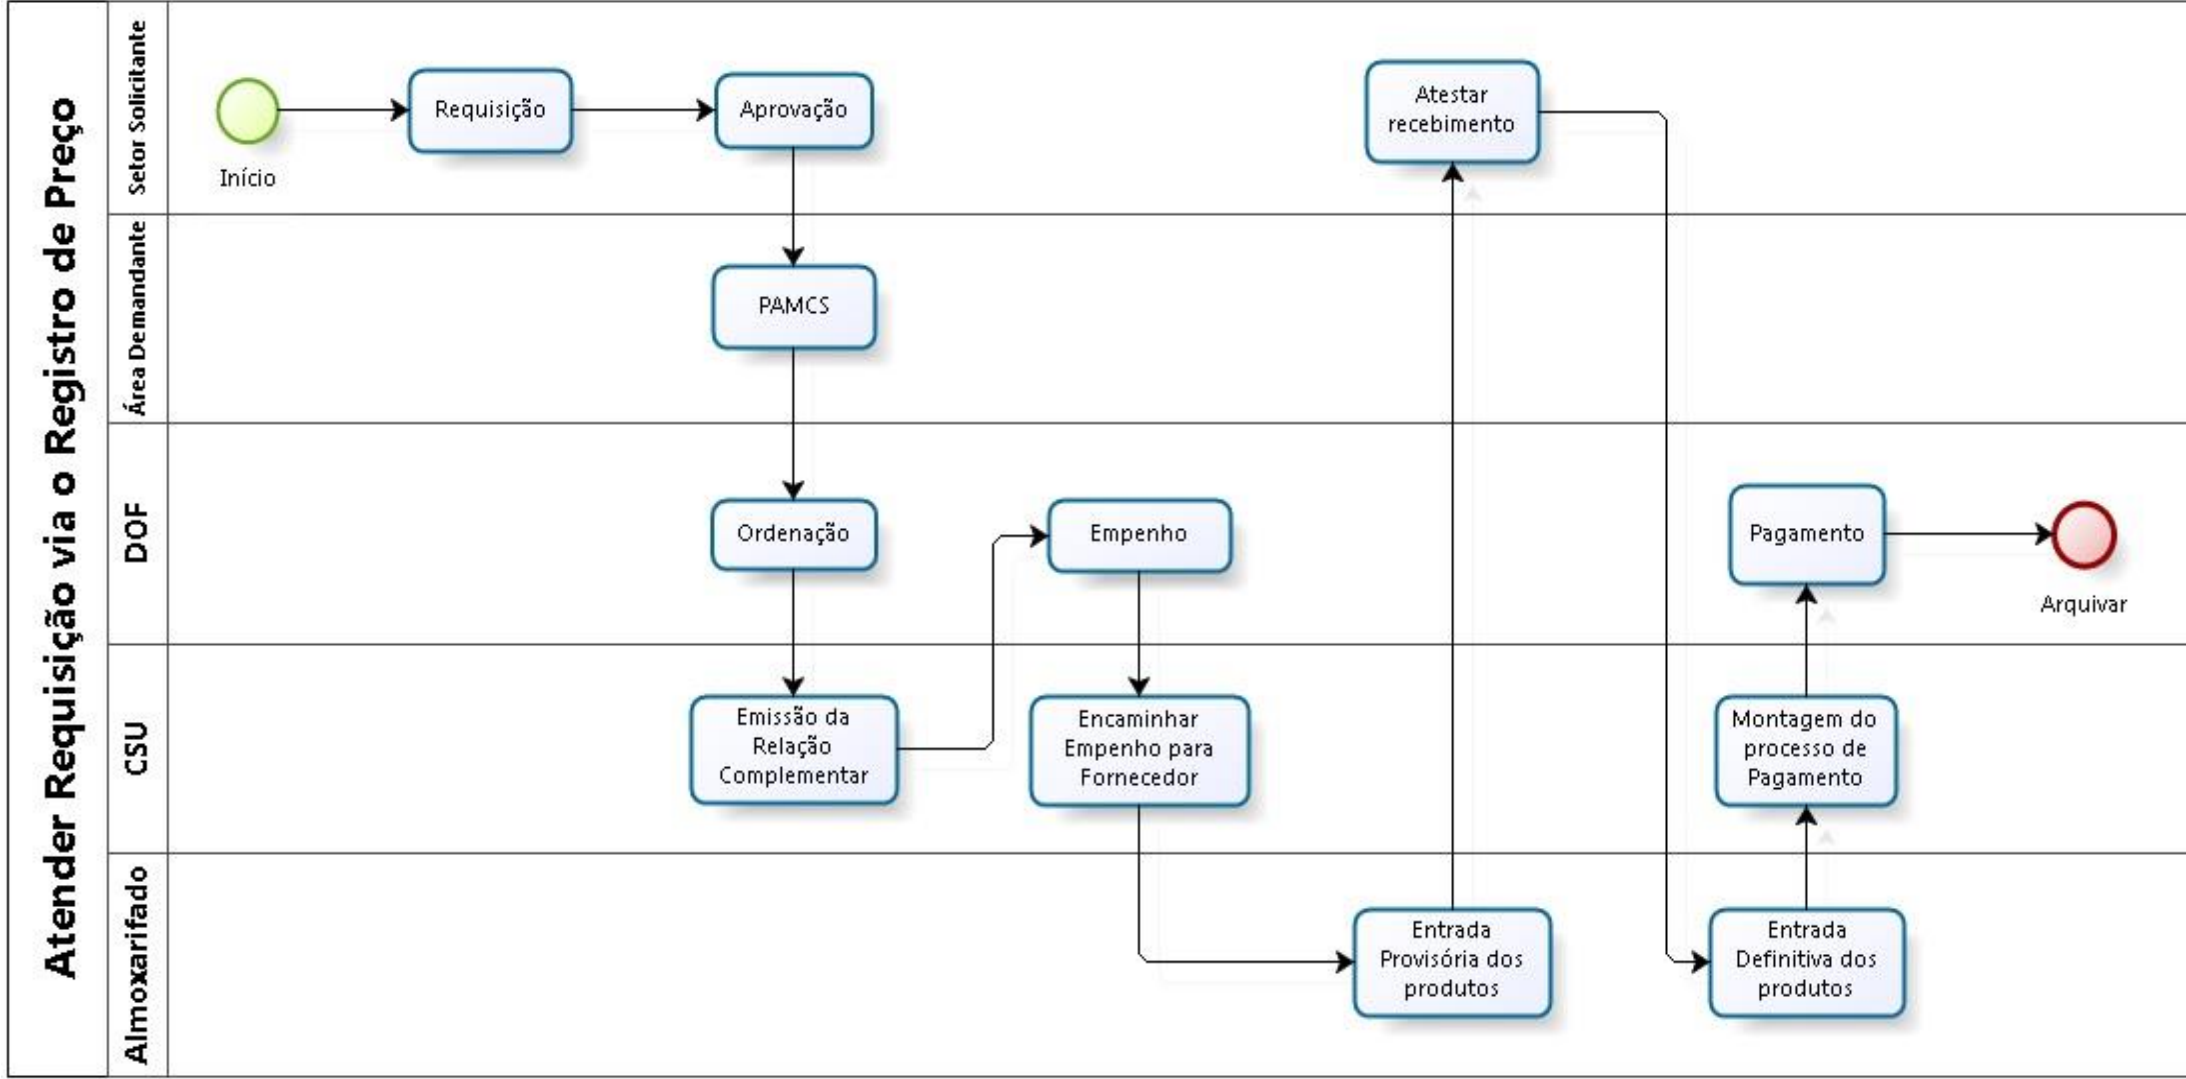 Atender Requisição via o Registro de Preço
Setor Solicitante
Início
Requisição
Aprovação
Atestar
recebimento
Área Demandante
PAMCS
DOF
Ordenação
Empenho
Pagamento
Arquivar
CSU
Emissão da
Relação
Complementar
Encaminhar
Empenho para
Fornecedor
Montagem do
processo de
Pagamento
Almoxarifado
Entrada
Provisória dos
produtos
Entrada
Definitiva dos
produtos